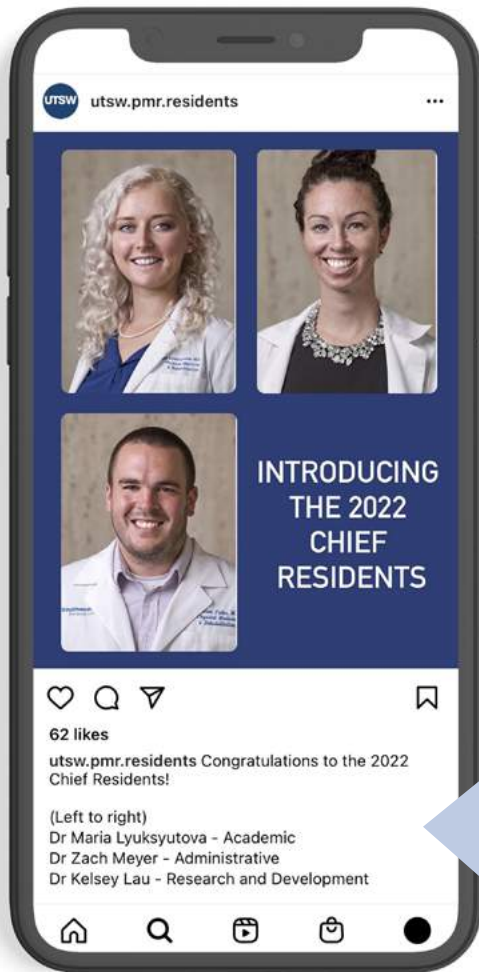 UTSW
utsw.pmr.residents
INTRODUCING
THE 2022
CHIEF
RESIDENTS
62 likes
utsw.pmr.residents Congratulations to the 2022
Chief Residents!
(Left to right)
Dr Maria Lyuksyutova - Academic
Dr Zach Meyer - Administrative
Dr Kelsey Lau - Research and Development